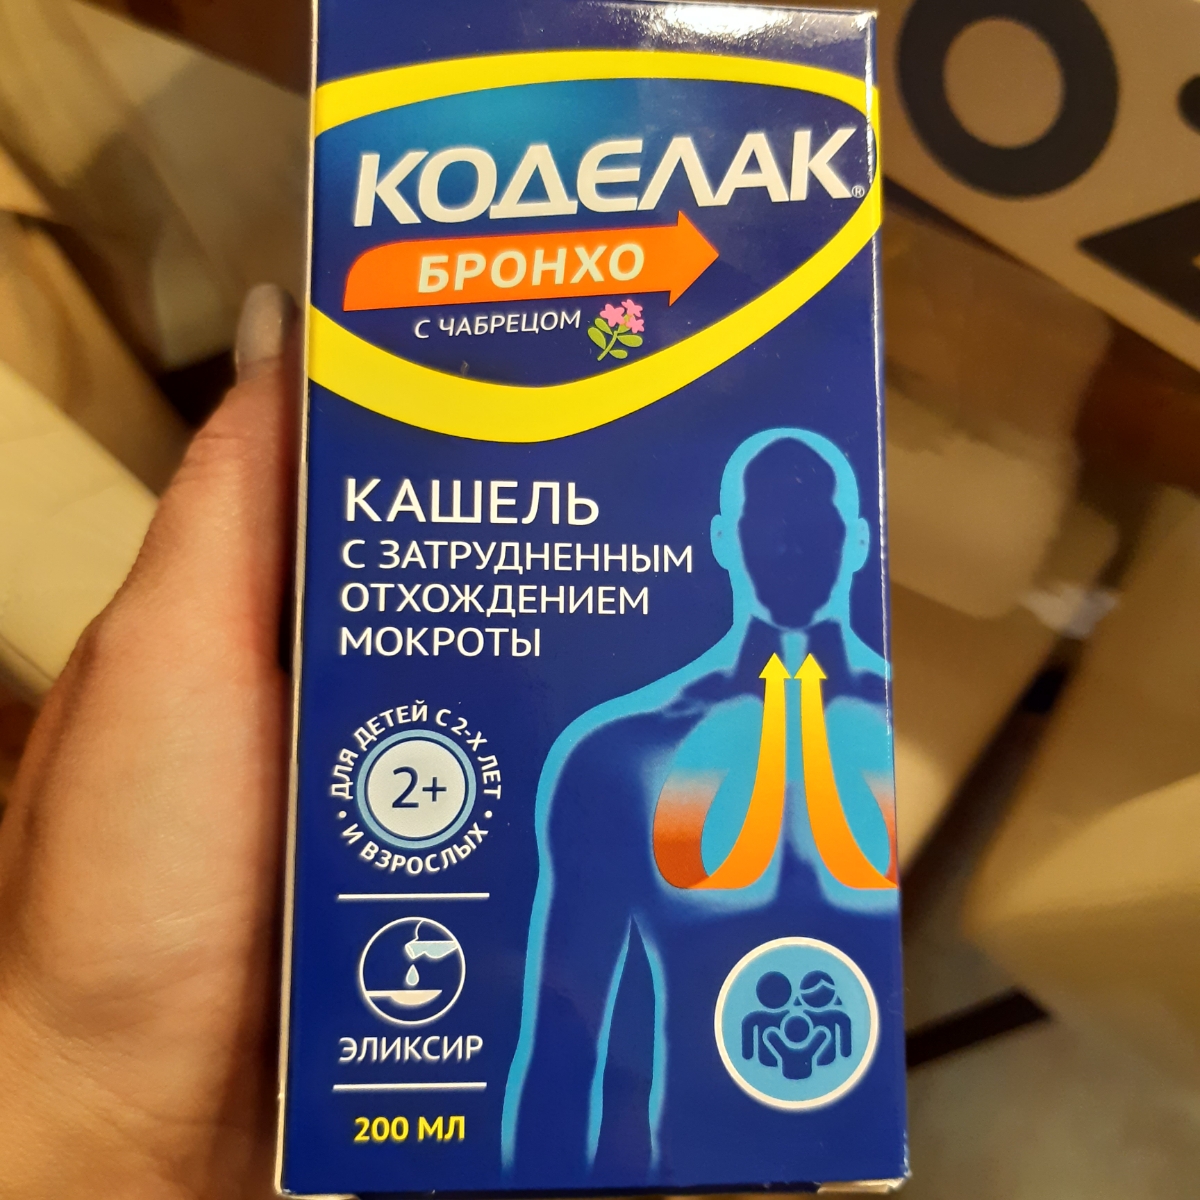 КОДЕЛАК®
БРОНХО
С ЧАБРЕЦОМ
КАШЕЛЬ
С ЗАТРУДНЕННЫМ
ОТХОЖДЕНИЕМ
МОКРОТЫ
• ДЛЯ ДЕТЕЙ С 2-Х ЛЕТ •
И ВЗРОСЛЫХ
2+
ЭЛИКСИР
200 МЛ